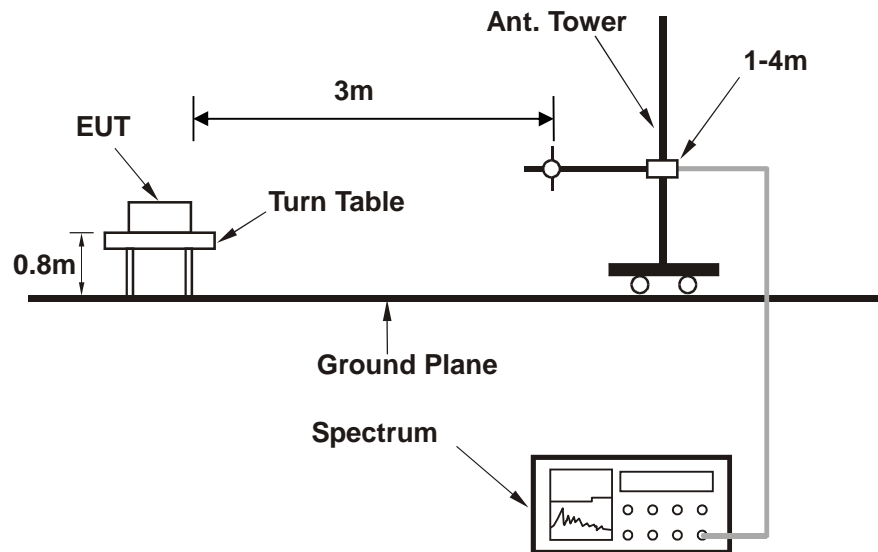 Ant. Tower
1-4m
3m
EUT
Turn Table
0.8m
Ground Plane
Spectrum